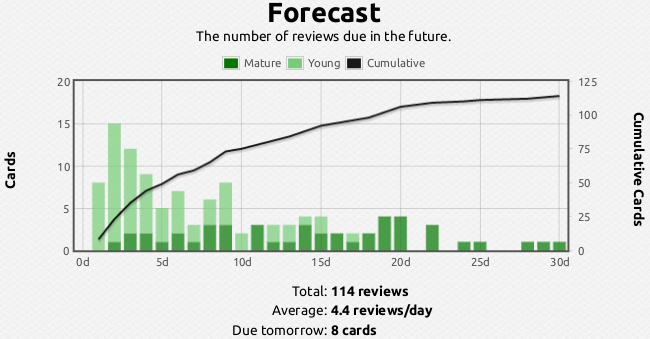 Forecast
The number of reviews due in the future.
Mature Young Cumulative
20 125
15 100
10 75
5 50
0 25
0
Cards
Cumulative Cards
0d 5d 10d 15d 20d 25d 30d
Total: 114 reviews
Average: 4.4 reviews/day
Due tomorrow: 8 cards